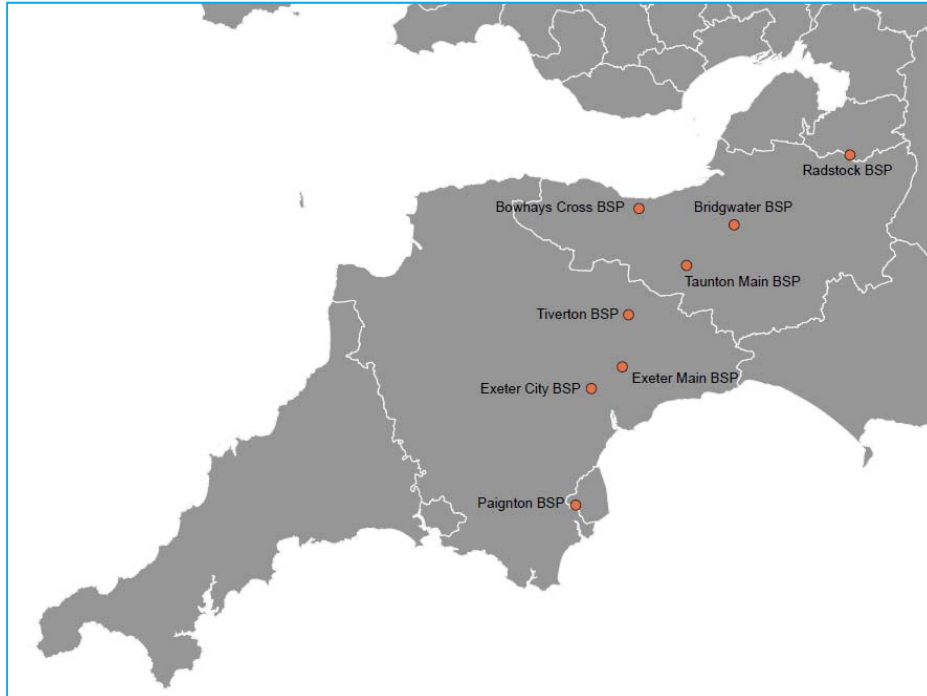 Radstock BSP
Bowhays Cross BSP
Bridgwater BSP
Taunton Main BSP
Tiverton BSP
Exeter Main BSP
Exeter City BSP
Paignton BSP